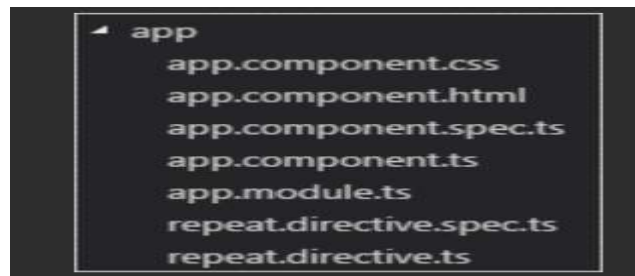 app
app.component.css
app.component.html
app.component.spec.ts
app.component.ts
app.module.ts
repeat.directive.spec.ts
repeat.directive.ts